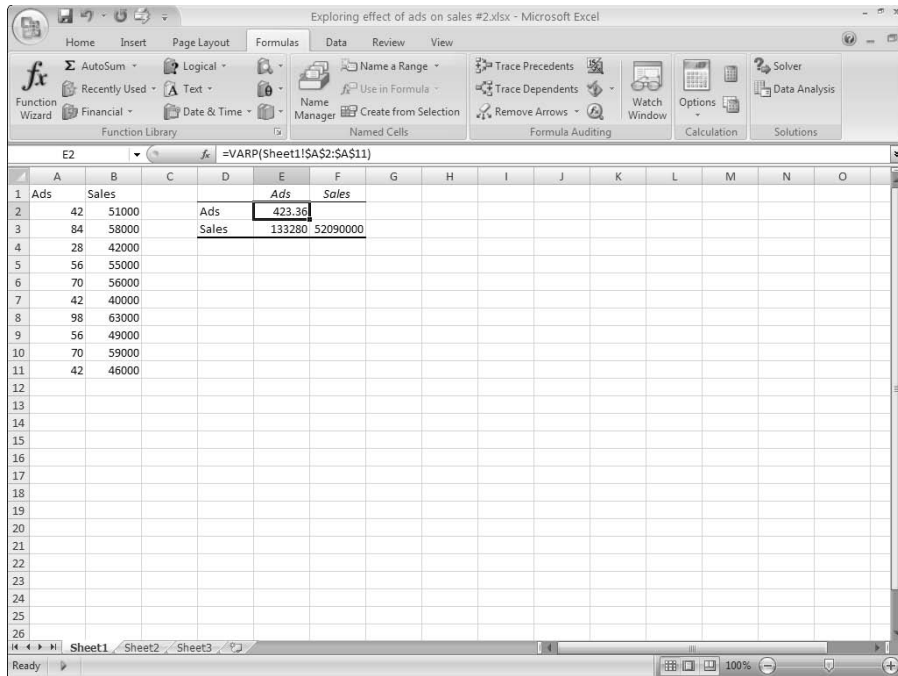 Exploring effect of ads on sales #2.xlsx - Microsoft Excel
Home Insert Page Layout Formulas Data Review View
fx Function Wizard
Σ AutoSum
Recently Used
Financial
Logical
Text
Date & Time
Function Library
Name Manager
Name a Range
Use in Formula
Create from Selection
Named Cells
Trace Precedents
Trace Dependents
Remove Arrows
Formula Auditing
Watch Window
Options
Calculation
Solver
Data Analysis
Solutions
E2 fx =VARP(Sheet1!$A$2:$A$11)
A B C D E F G H I J K L M N O
1 Ads Sales Ads Sales
2 42 51000 Ads 423.36
3 84 58000 Sales 133280 52090000
4 28 42000
5 56 55000
6 70 56000
7 42 40000
8 98 63000
9 56 49000
10 70 59000
11 42 46000
12
13
14
15
16
17
18
19
20
21
22
23
24
25
26
Sheet1 Sheet2 Sheet3
Ready 100%